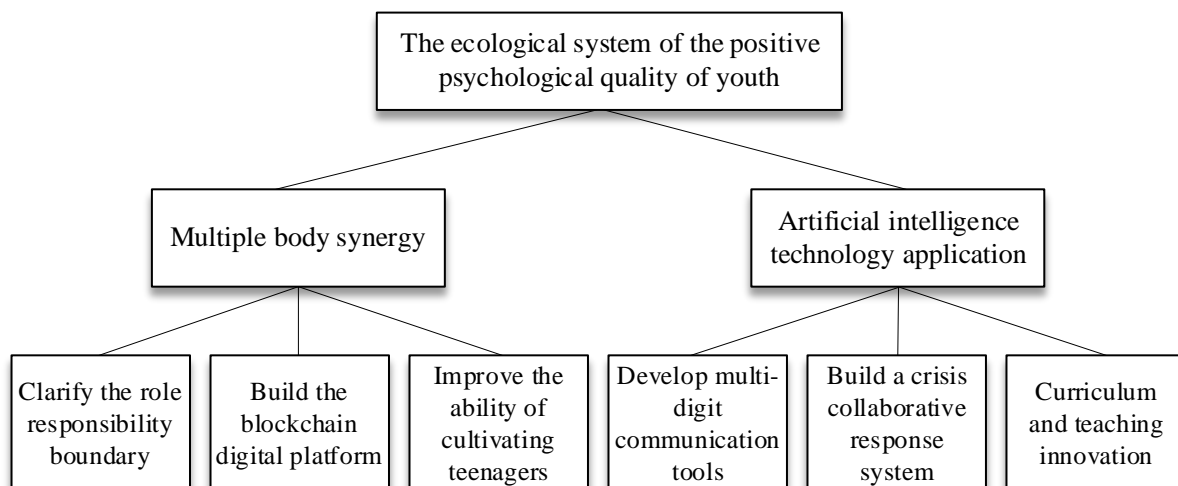 The ecological system of the positive
psychological quality of youth
Multiple body synergy
Artificial intelligence
technology application
Clarify the role
responsibility
boundary
Build the
blockchain
digital platform
Improve the
ability of
cultivating
teenagers
Develop multi-
digit
communication
tools
Build a crisis
collaborative
response
system
Curriculum
and teaching
innovation